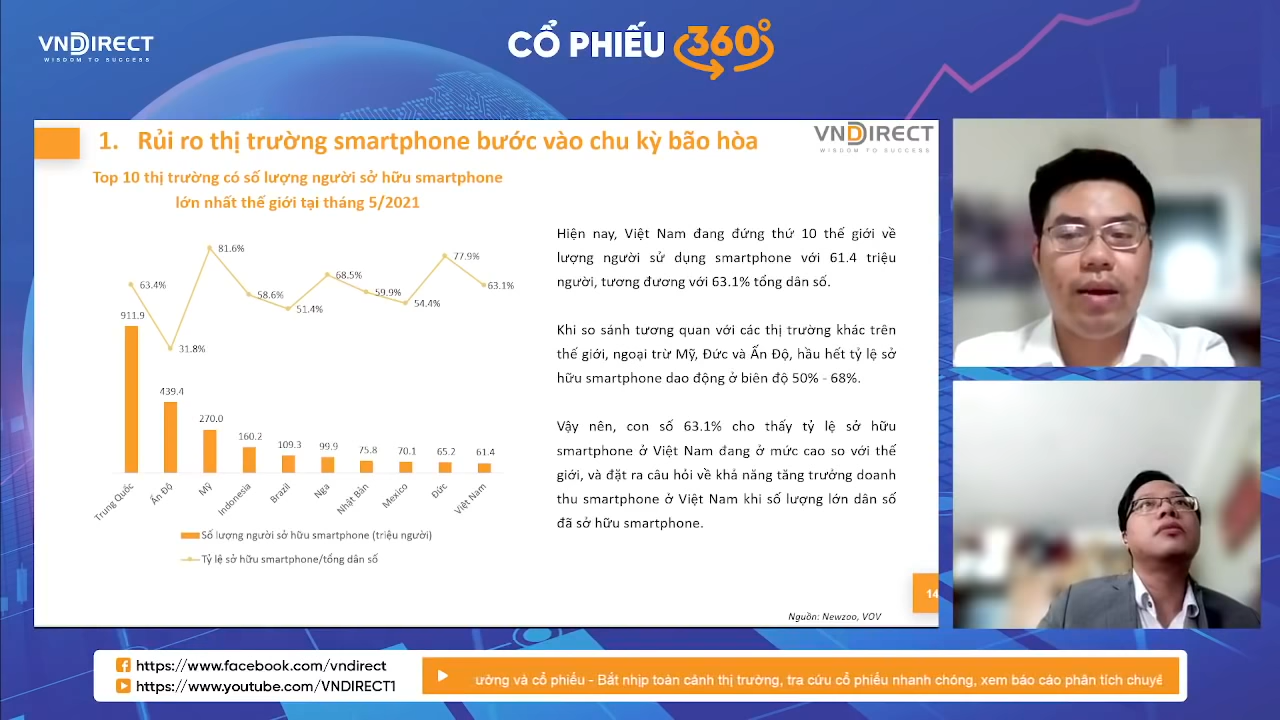 VNDIRECT
WISDOM TO SUCCESS
CỔ PHIẾU 360°
1. Rủi ro thị trường smartphone bước vào chu kỳ bão hòa
VNDIRECT
WISDOM TO SUCCESS
Top 10 thị trường có số lượng người sở hữu smartphone
lớn nhất thế giới tại tháng 5/2021
81.6%
77.9%
68.5%
63.4%
63.1%
59.9%
58.6%
54.4%
51.4%
31.8%
911.9
439.4
270.0
160.2
109.3
99.9
75.8
70.1
65.2
61.4
Trung Quốc
Ấn Độ
Mỹ
Indonesia
Brazil
Nga
Nhật Bản
Mexico
Đức
Việt Nam
Số lượng người sở hữu smartphone (triệu người)
Tỷ lệ sở hữu smartphone/tổng dân số
Hiện nay, Việt Nam đang đứng thứ 10 thế giới về
lượng người sử dụng smartphone với 61.4 triệu
người, tương đương với 63.1% tổng dân số.
Khi so sánh tương quan với các thị trường khác trên
thế giới, ngoại trừ Mỹ, Đức và Ấn Độ, hầu hết tỷ lệ sở
hữu smartphone dao động ở biên độ 50% - 68%.
Vậy nên, con số 63.1% cho thấy tỷ lệ sở hữu
smartphone ở Việt Nam đang ở mức cao so với thế
giới, và đặt ra câu hỏi về khả năng tăng trưởng doanh
thu smartphone ở Việt Nam khi số lượng lớn dân số
đã sở hữu smartphone.
14
Nguồn: Newzoo, VOV
https://www.facebook.com/vndirect
https://www.youtube.com/VNDIRECT1
và cổ phiếu - Bắt nhịp toàn cảnh thị trường, tra cứu cổ phiếu nhanh chóng, xem báo cáo phân tích